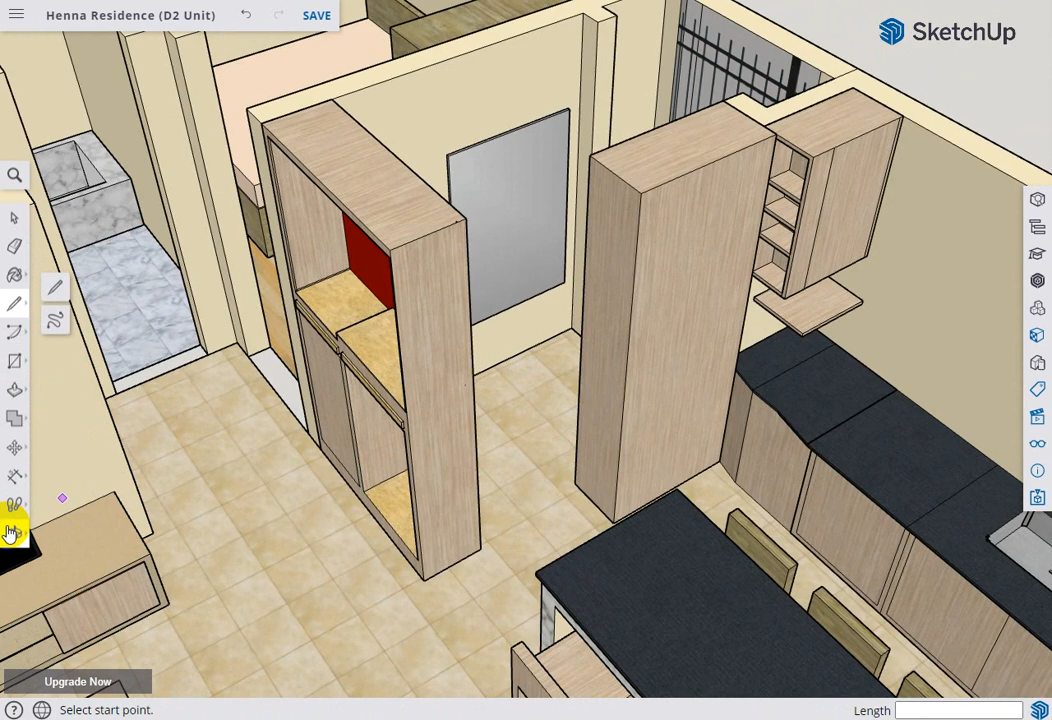 Henna Residence (D2 Unit)
SAVE
SketchUp
Upgrade Now
Select start point.
Length